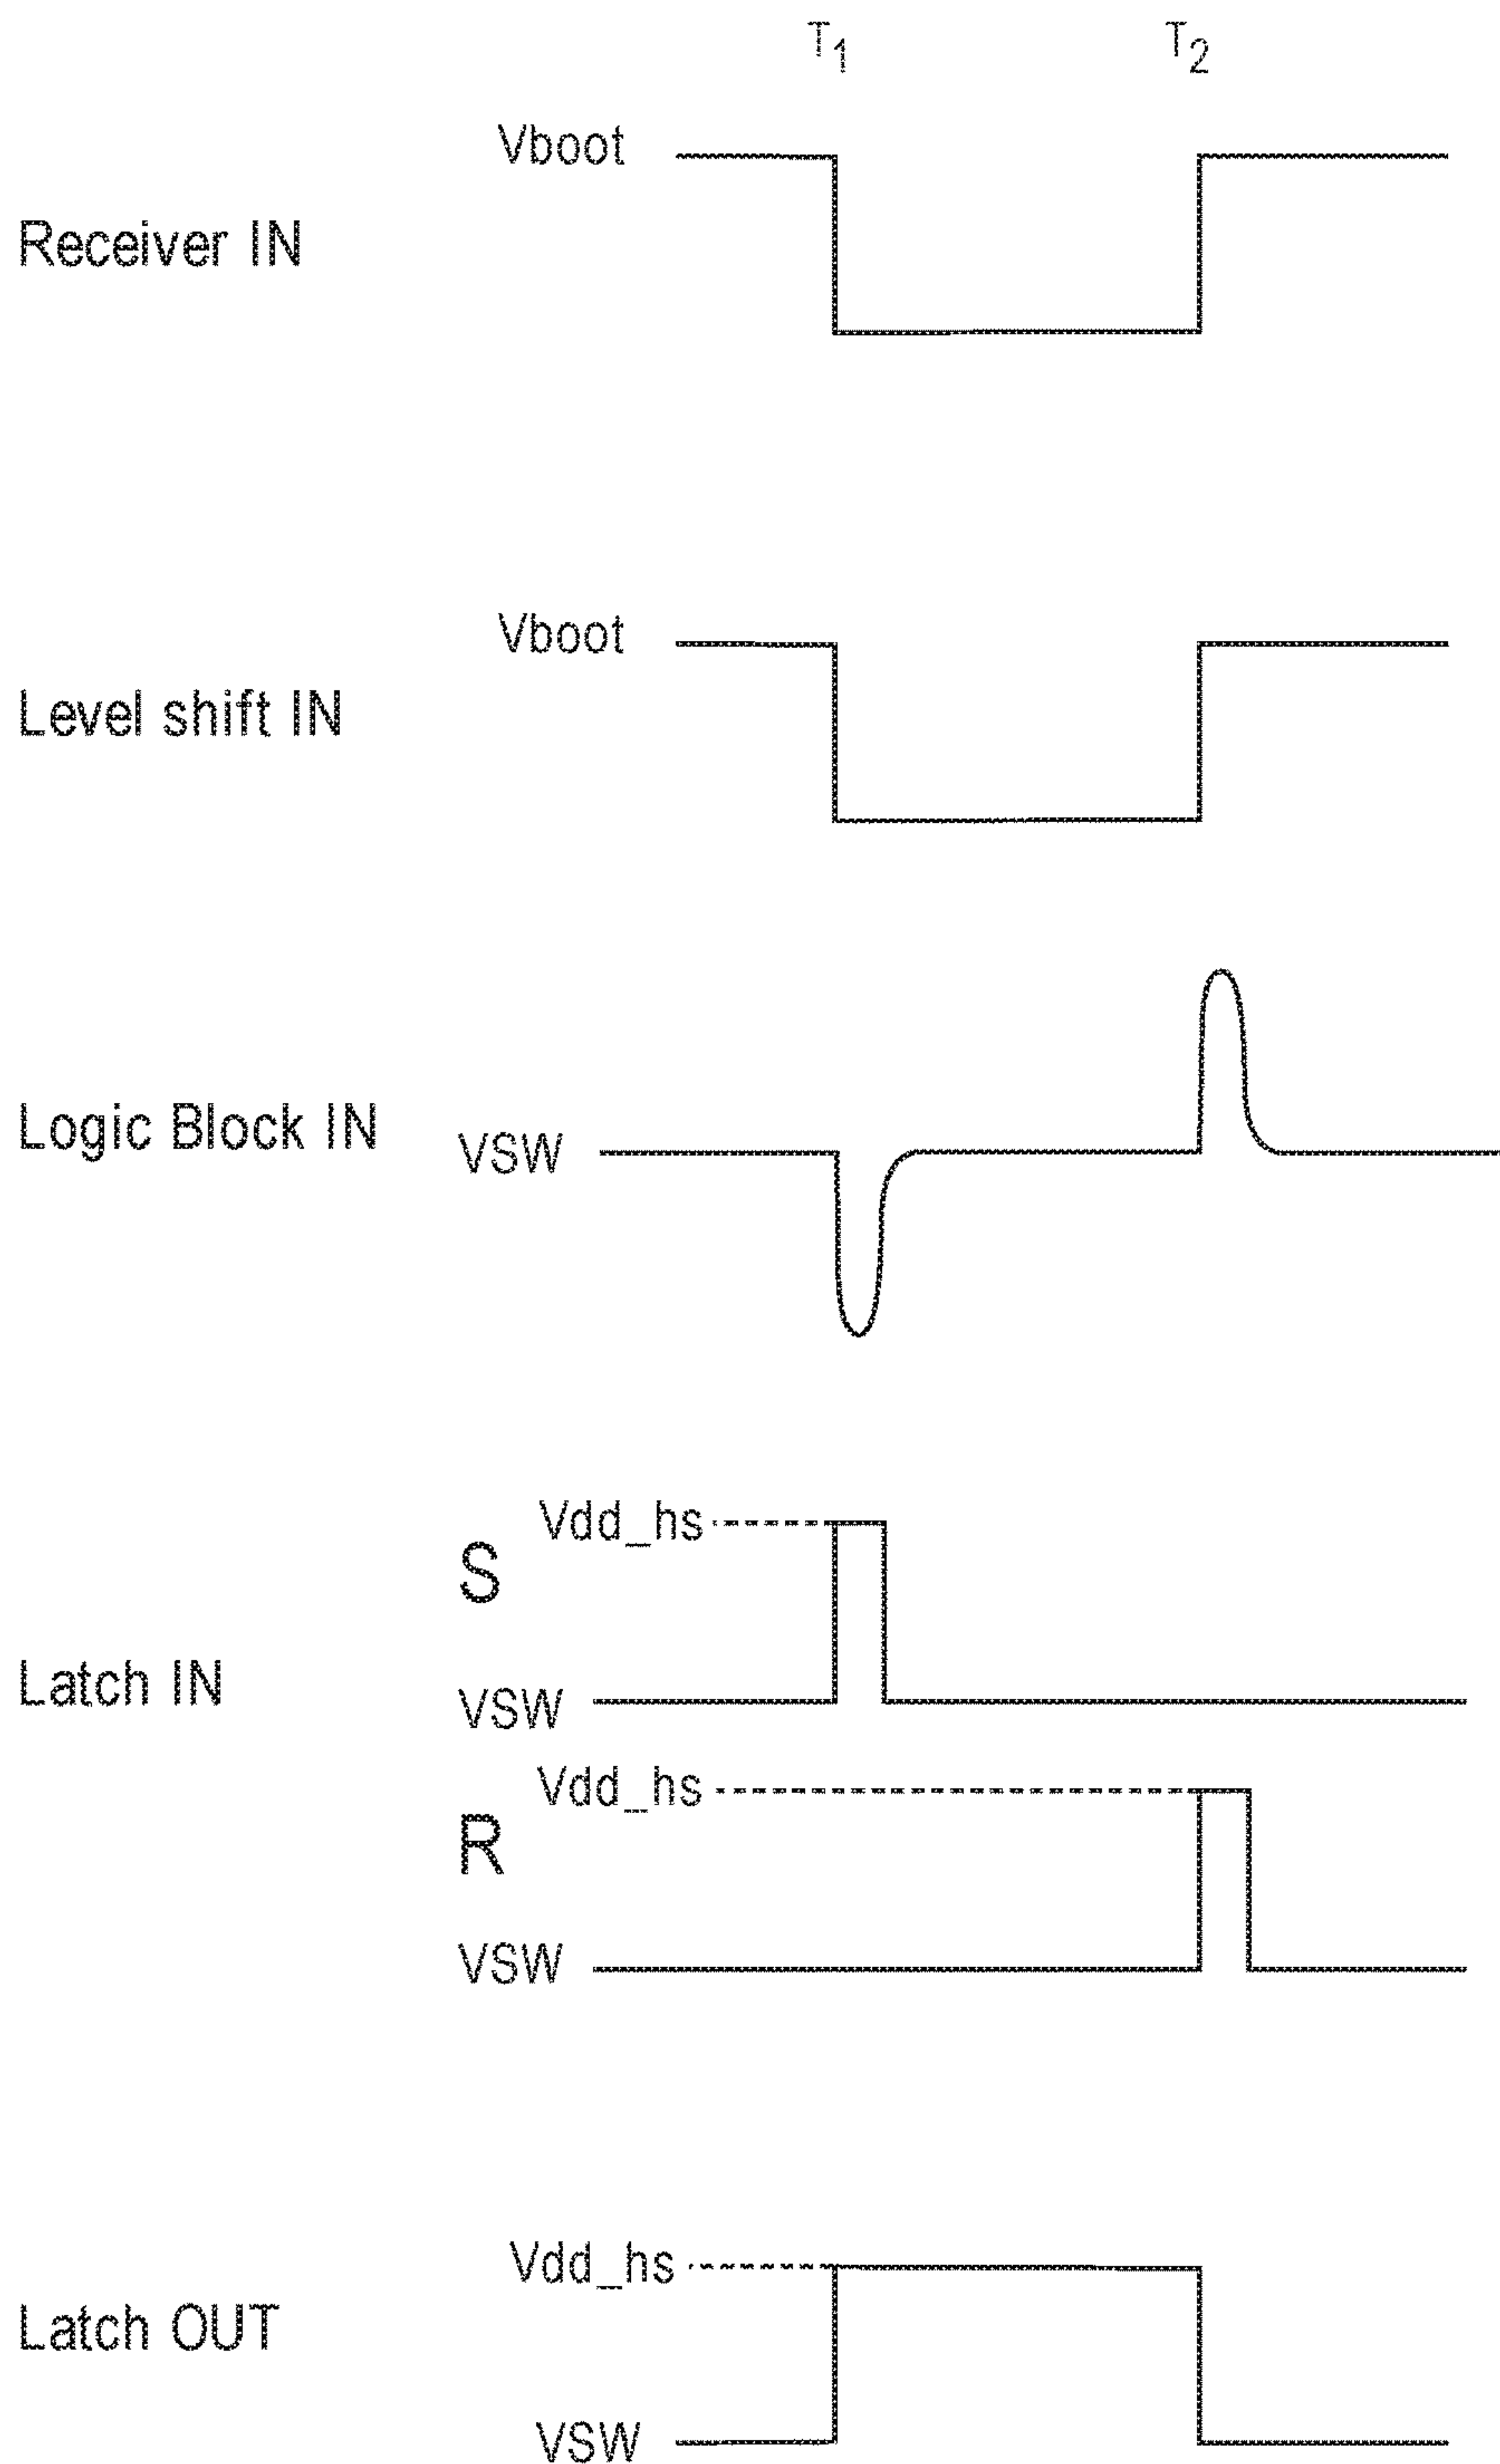 T1 T2
Vboot
Receiver IN
Vboot
Level shift IN
Logic Block IN VSW
Vdd_hs
S
Latch IN
VSW
Vdd_hs
R
VSW
Vdd_hs
Latch OUT
VSW